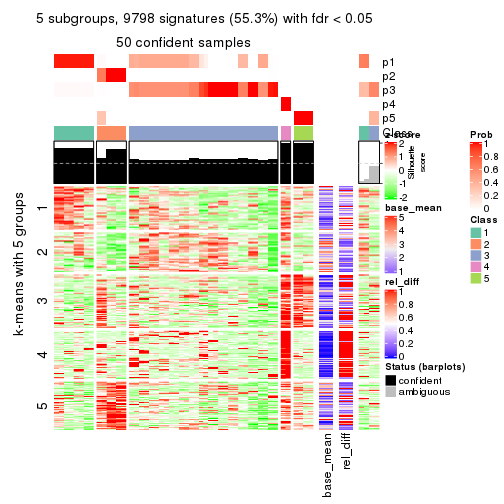 5 subgroups, 9798 signatures (55.3%) with fdr < 0.05
50 confident samples
p1
p2
p3
p4
p5
Class
Silhouette
score
k-means with 5 groups
1
2
3
4
5
base_mean
rel_diff
z-score
2
1
0
-1
-2
base_mean
5
4
3
2
1
rel_diff
1
0.8
0.6
0.4
0.2
0
Status (barplots)
confident
ambiguous
Prob
1
0.8
0.6
0.4
0.2
0
Class
1
2
3
4
5